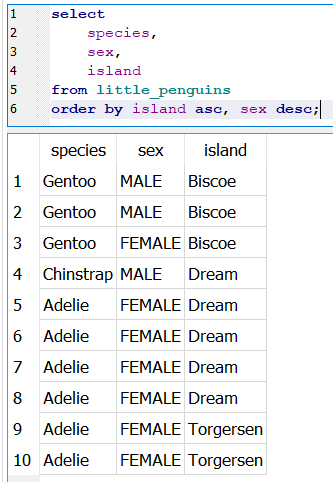 1 select
2 species,
3 sex,
4 island
5 from little_penguins
6 order by island asc, sex desc;
species sex island
1 Gentoo MALE Biscoe
2 Gentoo MALE Biscoe
3 Gentoo FEMALE Biscoe
4 Chinstrap MALE Dream
5 Adelie FEMALE Dream
6 Adelie FEMALE Dream
7 Adelie FEMALE Dream
8 Adelie FEMALE Dream
9 Adelie FEMALE Torgersen
10 Adelie FEMALE Torgersen